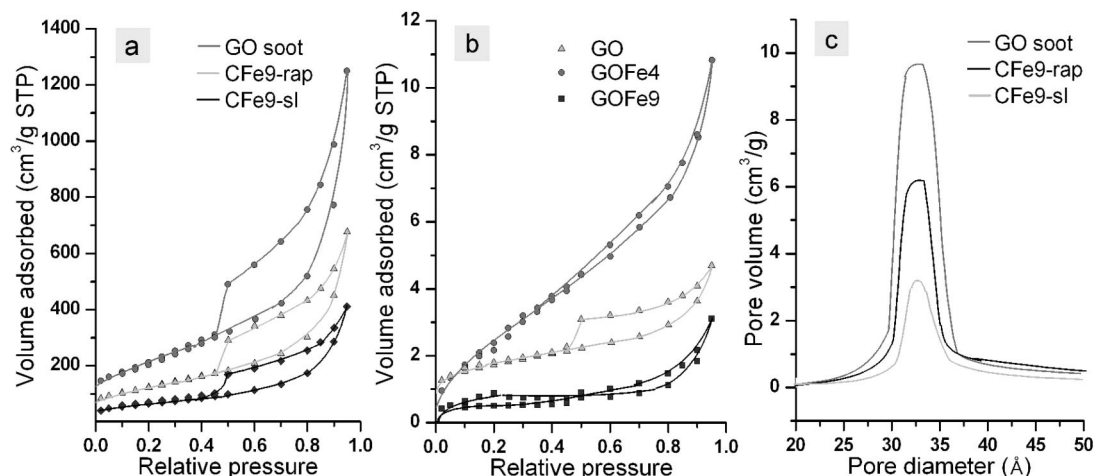 a
GO soot
CFe9-rap
CFe9-sl
1400
1200
1000
800
600
400
200
0.0 0.2 0.4 0.6 0.8 1.0
Volume adsorbed (cm³/g STP)
Relative pressure
b
GO
GOFe4
GOFe9
12
10
8
6
4
2
0
0.0 0.2 0.4 0.6 0.8 1.0
Volume adsorbed (cm³/g STP)
Relative pressure
c
GO soot
CFe9-rap
CFe9-sl
10
8
6
4
2
0
20 25 30 35 40 45 50
Pore volume (cm³/g)
Pore diameter (Å)